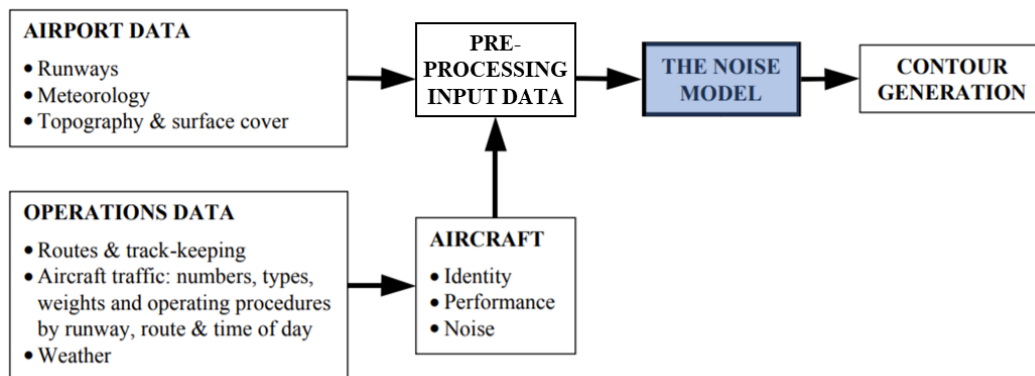 AIRPORT DATA
• Runways
• Meteorology
• Topography & surface cover
PRE-
PROCESSING
INPUT DATA
THE NOISE
MODEL
CONTOUR
GENERATION
OPERATIONS DATA
• Routes & track-keeping
• Aircraft traffic: numbers, types,
weights and operating procedures
by runway, route & time of day
• Weather
AIRCRAFT
• Identity
• Performance
• Noise